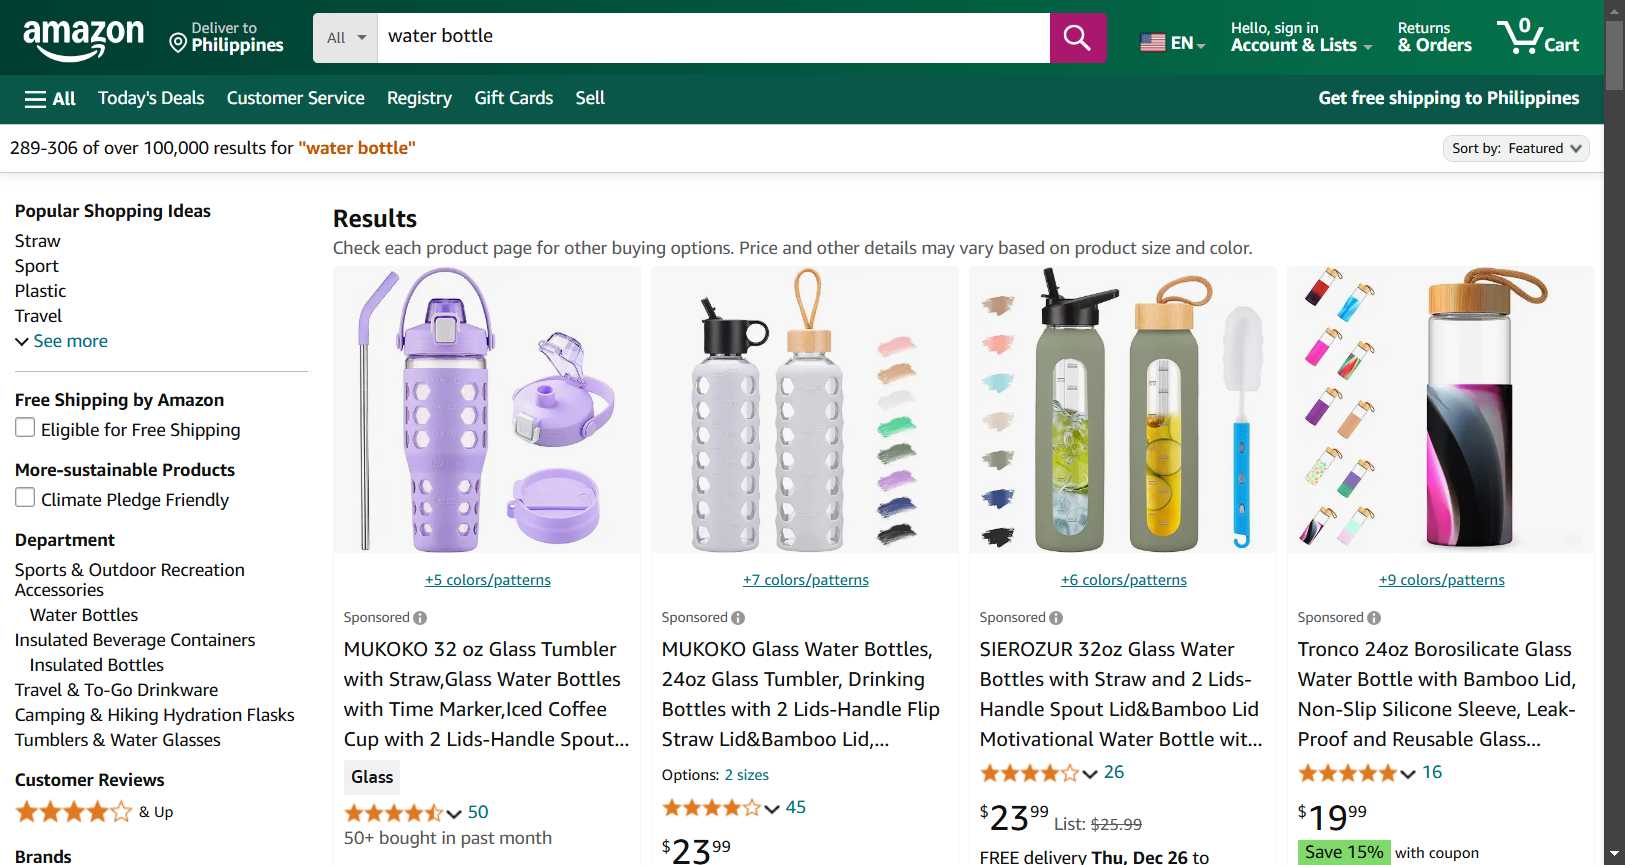 amazon
Deliver to
Philippines
All
water bottle
EN
Hello, sign in
Account & Lists
Returns
& Orders
0
Cart
All
Today's Deals
Customer Service
Registry
Gift Cards
Sell
Get free shipping to Philippines
289-306 of over 100,000 results for "water bottle"
Sort by: Featured
Popular Shopping Ideas
Straw
Sport
Plastic
Travel
See more
Free Shipping by Amazon
Eligible for Free Shipping
More-sustainable Products
Climate Pledge Friendly
Department
Sports & Outdoor Recreation
Accessories
Water Bottles
Insulated Beverage Containers
Insulated Bottles
Travel & To-Go Drinkware
Camping & Hiking Hydration Flasks
Tumblers & Water Glasses
Customer Reviews
& Up
Brands
Results
Check each product page for other buying options. Price and other details may vary based on product size and color.
+5 colors/patterns
Sponsored
MUKOKO 32 oz Glass Tumbler
with Straw,Glass Water Bottles
with Time Marker,Iced Coffee
Cup with 2 Lids-Handle Spout...
Glass
50
50+ bought in past month
+7 colors/patterns
Sponsored
MUKOKO Glass Water Bottles,
24oz Glass Tumbler, Drinking
Bottles with 2 Lids-Handle Flip
Straw Lid&Bamboo Lid,...
Options: 2 sizes
45
$23 99
+6 colors/patterns
Sponsored
SIEROZUR 32oz Glass Water
Bottles with Straw and 2 Lids-
Handle Spout Lid&Bamboo Lid
Motivational Water Bottle wit...
26
$23 99 List: $25.99
FREE delivery Thu, Dec 26 to
+9 colors/patterns
Sponsored
Tronco 24oz Borosilicate Glass
Water Bottle with Bamboo Lid,
Non-Slip Silicone Sleeve, Leak-
Proof and Reusable Glass...
16
$19 99
Save 15% with coupon